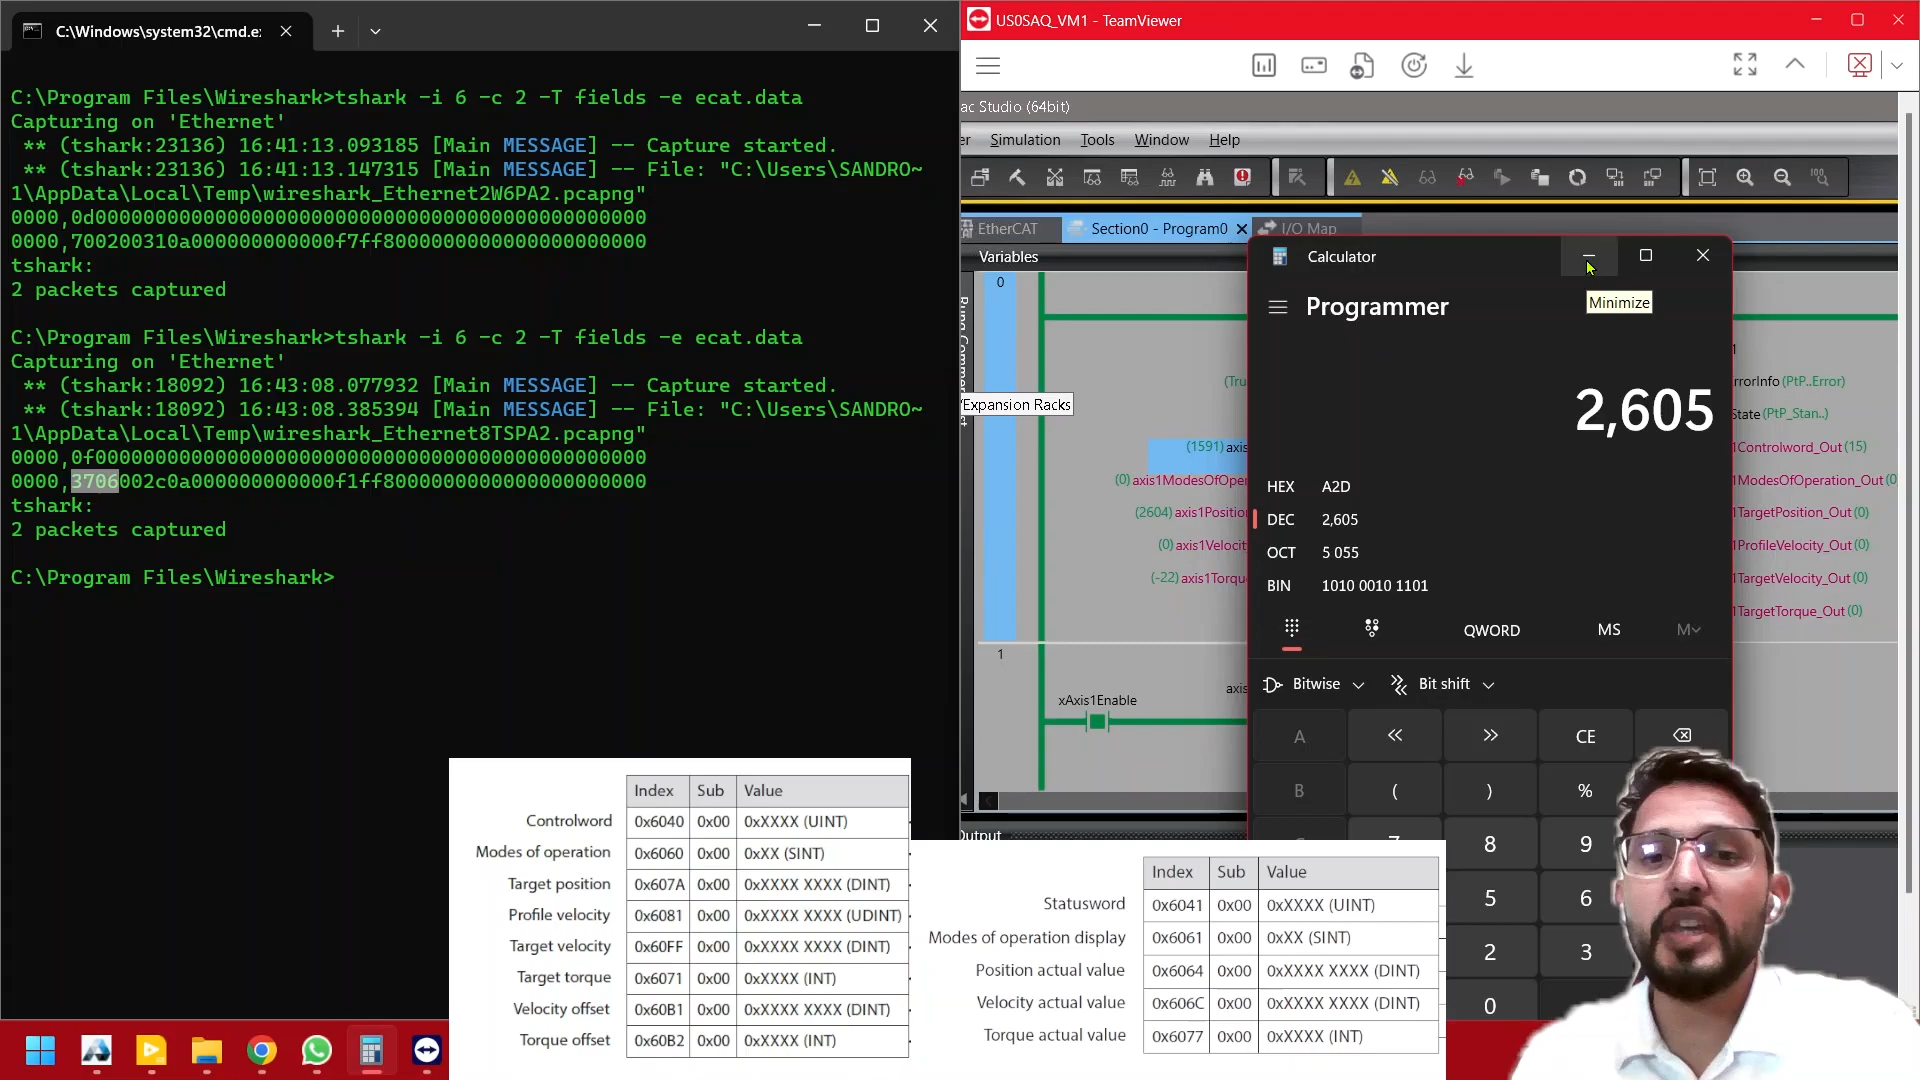 C:\Windows\system32\cmd.e:
C:\Program Files\Wireshark>tshark -i 6 -c 2 -T fields -e ecat.data
Capturing on 'Ethernet'
** (tshark:23136) 16:41:13.093185 [Main MESSAGE] -- Capture started.
** (tshark:23136) 16:41:13.147315 [Main MESSAGE] -- File: "C:\Users\SANDRO~
1\AppData\Local\Temp\wireshark_Ethernet2W6PA2.pcapng"
0000,0d0000000000000000000000000000000000000000000000
0000,700200310a000000000000f7ff8000000000000000000000
tshark:
2 packets captured
C:\Program Files\Wireshark>tshark -i 6 -c 2 -T fields -e ecat.data
Capturing on 'Ethernet'
** (tshark:18092) 16:43:08.077932 [Main MESSAGE] -- Capture started.
** (tshark:18092) 16:43:08.385394 [Main MESSAGE] -- File: "C:\Users\SANDRO~
1\AppData\Local\Temp\wireshark_Ethernet8TSPA2.pcapng"
0000,0f0000000000000000000000000000000000000000000000
0000,3706002c0a000000000000f1ff8000000000000000000000
tshark:
2 packets captured
C:\Program Files\Wireshark>
US0SAQ_VM1 - TeamViewer
ac Studio (64bit)
er Simulation Tools Window Help
EtherCAT Section0 - Program0 I/O Map
Variables
0
(Tru
Expansion Racks
(1591) axis
(0) axis1ModesOfOper
(2604) axis1Position
(0) axis1Velocit
(-22) axis1Torqu
1
xAxis1Enable
axis
Output
rrorInfo (PtP..Error)
State (PtP_Stan..)
1Controlword_Out (15)
1ModesOfOperation_Out (0
1TargetPosition_Out (0)
1ProfileVelocity_Out (0)
1TargetVelocity_Out (0)
1TargetTorque_Out (0)
Calculator
Minimize
Programmer
2,605
HEX A2D
DEC 2,605
OCT 5 055
BIN 1010 0010 1101
QWORD MS M
Bitwise Bit shift
A << >> CE
B ( ) %
7 8 9
5 6
2 3
0
Index Sub Value
Controlword 0x6040 0x00 0xXXXX (UINT)
Modes of operation 0x6060 0x00 0xXX (SINT)
Target position 0x607A 0x00 0xXXXX XXXX (DINT)
Profile velocity 0x6081 0x00 0xXXXX XXXX (UDINT)
Target velocity 0x60FF 0x00 0xXXXX XXXX (DINT)
Target torque 0x6071 0x00 0xXXXX (INT)
Velocity offset 0x60B1 0x00 0xXXXX XXXX (DINT)
Torque offset 0x60B2 0x00 0xXXXX (INT)
Index Sub Value
Statusword 0x6041 0x00 0xXXXX (UINT)
Modes of operation display 0x6061 0x00 0xXX (SINT)
Position actual value 0x6064 0x00 0xXXXX XXXX (DINT)
Velocity actual value 0x606C 0x00 0xXXXX XXXX (DINT)
Torque actual value 0x6077 0x00 0xXXXX (INT)